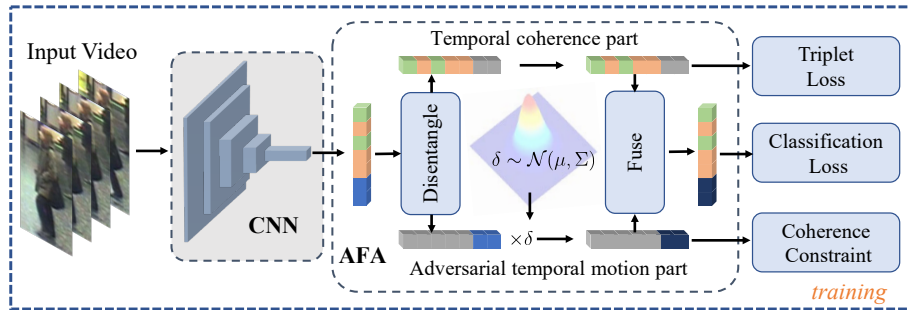 Input Video
CNN
AFA
Temporal coherence part
Disentangle
δ ∼ 𝒩(μ, Σ)
×δ
Fuse
Adversarial temporal motion part
Triplet
Loss
Classification
Loss
Coherence
Constraint
training